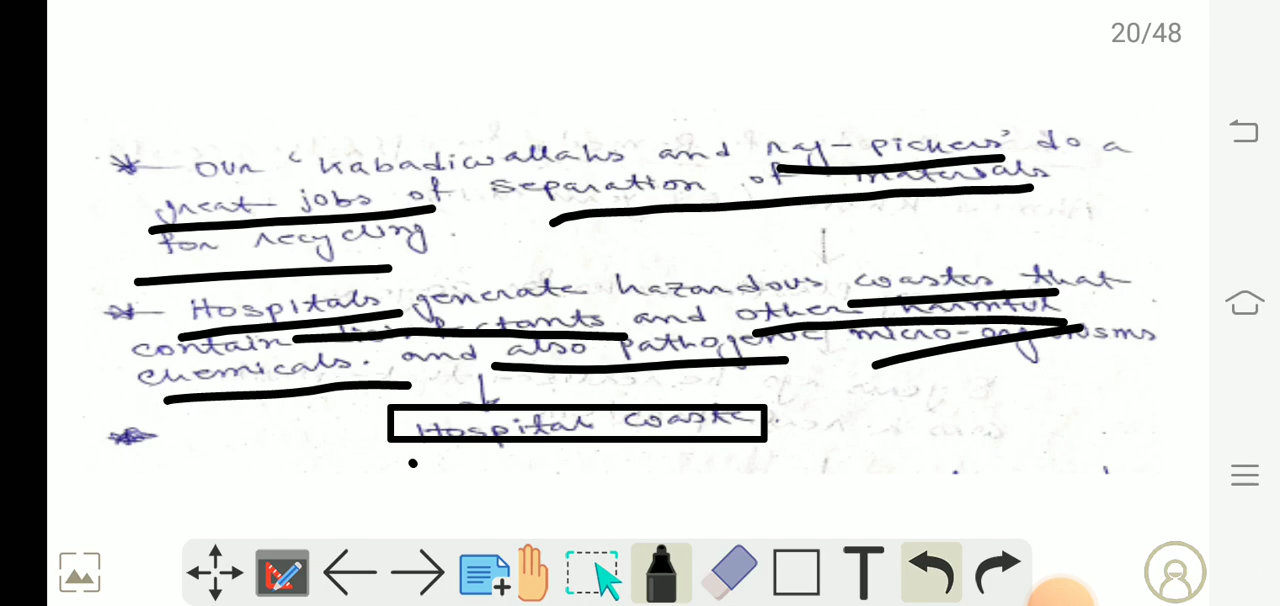 20/48
* Our 'Kabadiwallahs and rag-pickers' do a
great jobs of separation of materials
for recycling.
* Hospitals generate hazardous wastes that
contain disinfectants and other harmful
chemicals. and also pathogenic micro-organisms
Hospital waste.
T